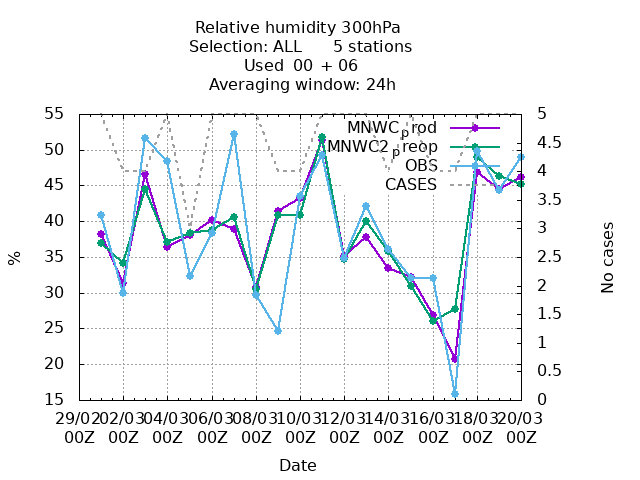 Relative humidity 300hPa
Selection: ALL 5 stations
Used 00 + 06
Averaging window: 24h
MNWC_prod
MNWC2_preop
OBS
CASES
55
50
45
40
35
30
25
20
15
%
5
4.5
4
3.5
3
2.5
2
1.5
1
0.5
0
No cases
29/02 02/03 04/03 06/03 08/03 10/03 12/03 14/03 16/03 18/03 20/03
00Z 00Z 00Z 00Z 00Z 00Z 00Z 00Z 00Z 00Z 00Z
Date